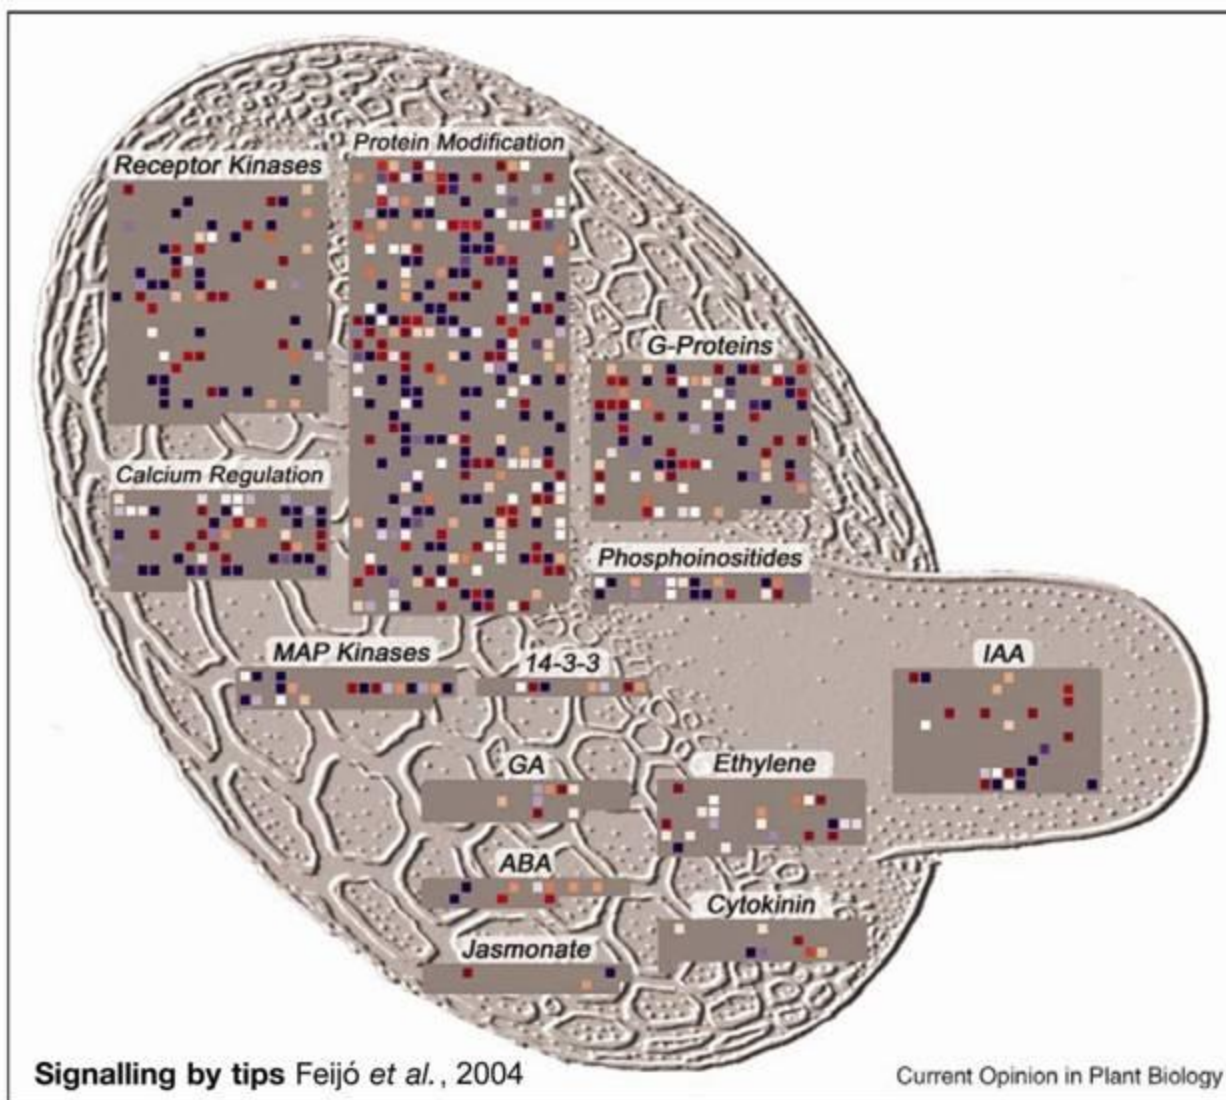 Protein Modification
Receptor Kinases
G-Proteins
Calcium Regulation
Phosphoinositides
MAP Kinases
14-3-3
IAA
GA
Ethylene
ABA
Cytokinin
Jasmonate
Signalling by tips Feijó et al., 2004
Current Opinion in Plant Biology